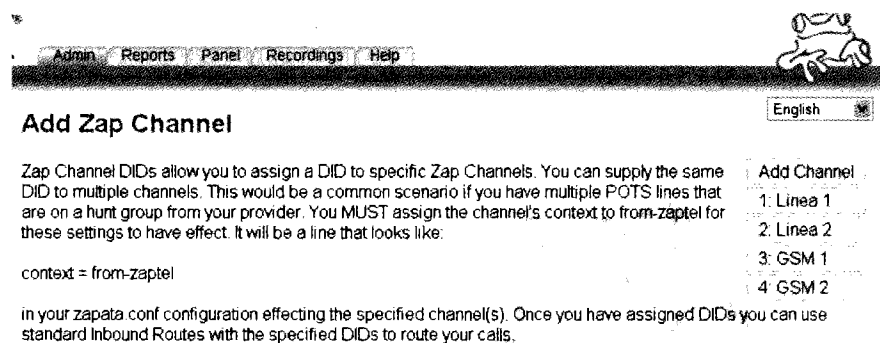 Admin Reports Panel Recordings Help
English
Add Zap Channel
Zap Channel DIDs allow you to assign a DID to specific Zap Channels. You can supply the same
DID to multiple channels. This would be a common scenario if you have multiple POTS lines that
are on a hunt group from your provider. You MUST assign the channel's context to from-zaptel for
these settings to have effect. It will be a line that looks like:
context = from-zaptel
in your zapata.conf configuration effecting the specified channel(s). Once you have assigned DIDs you can use
standard Inbound Routes with the specified DIDs to route your calls.
Add Channel
1: Linea 1
2: Linea 2
3: GSM 1
4: GSM 2